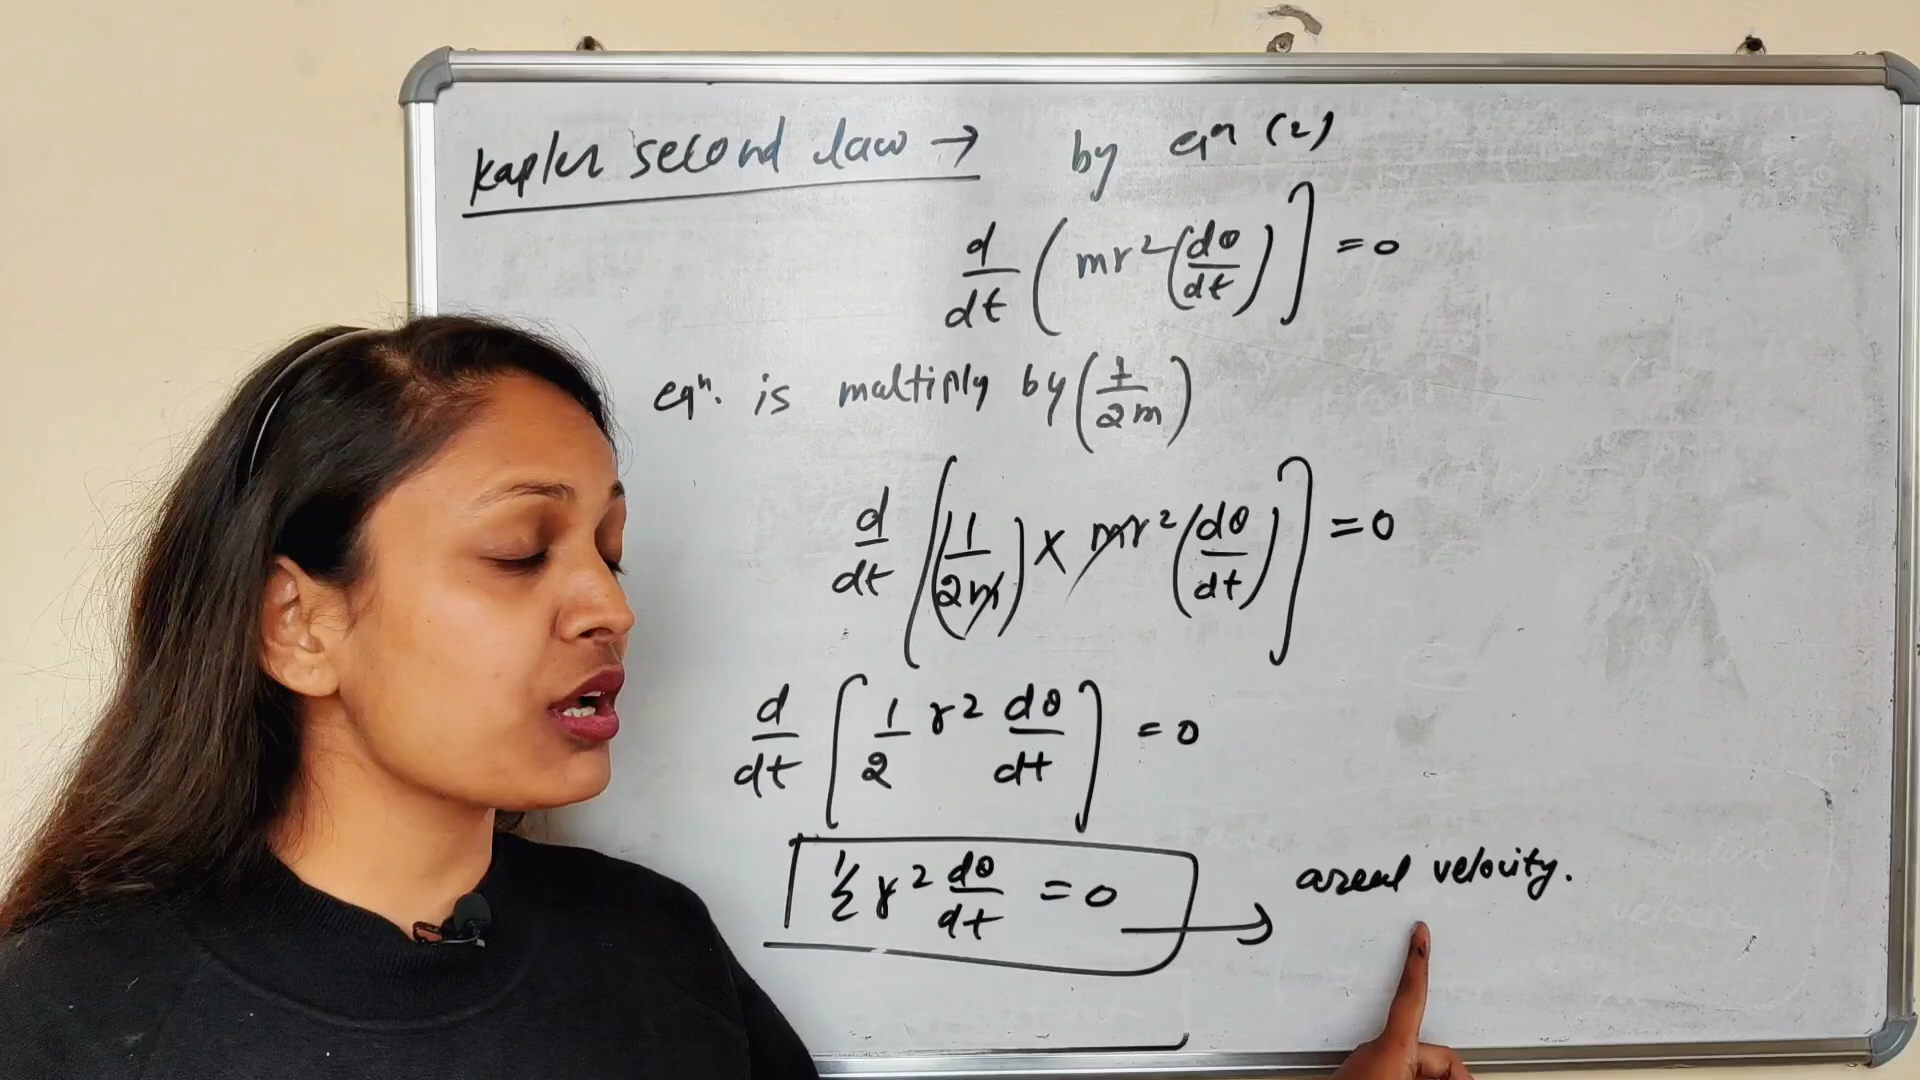 Kapler second law → by eqn (2)
d/dt (mr² (dθ/dt)] = 0
eqn. is multiply by (1/2m)
d/dt [(1/2m) × mr² (dθ/dt)] = 0
d/dt [1/2 r² dθ/dt] = 0
1/2 r² dθ/dt = 0 → areal velocity.